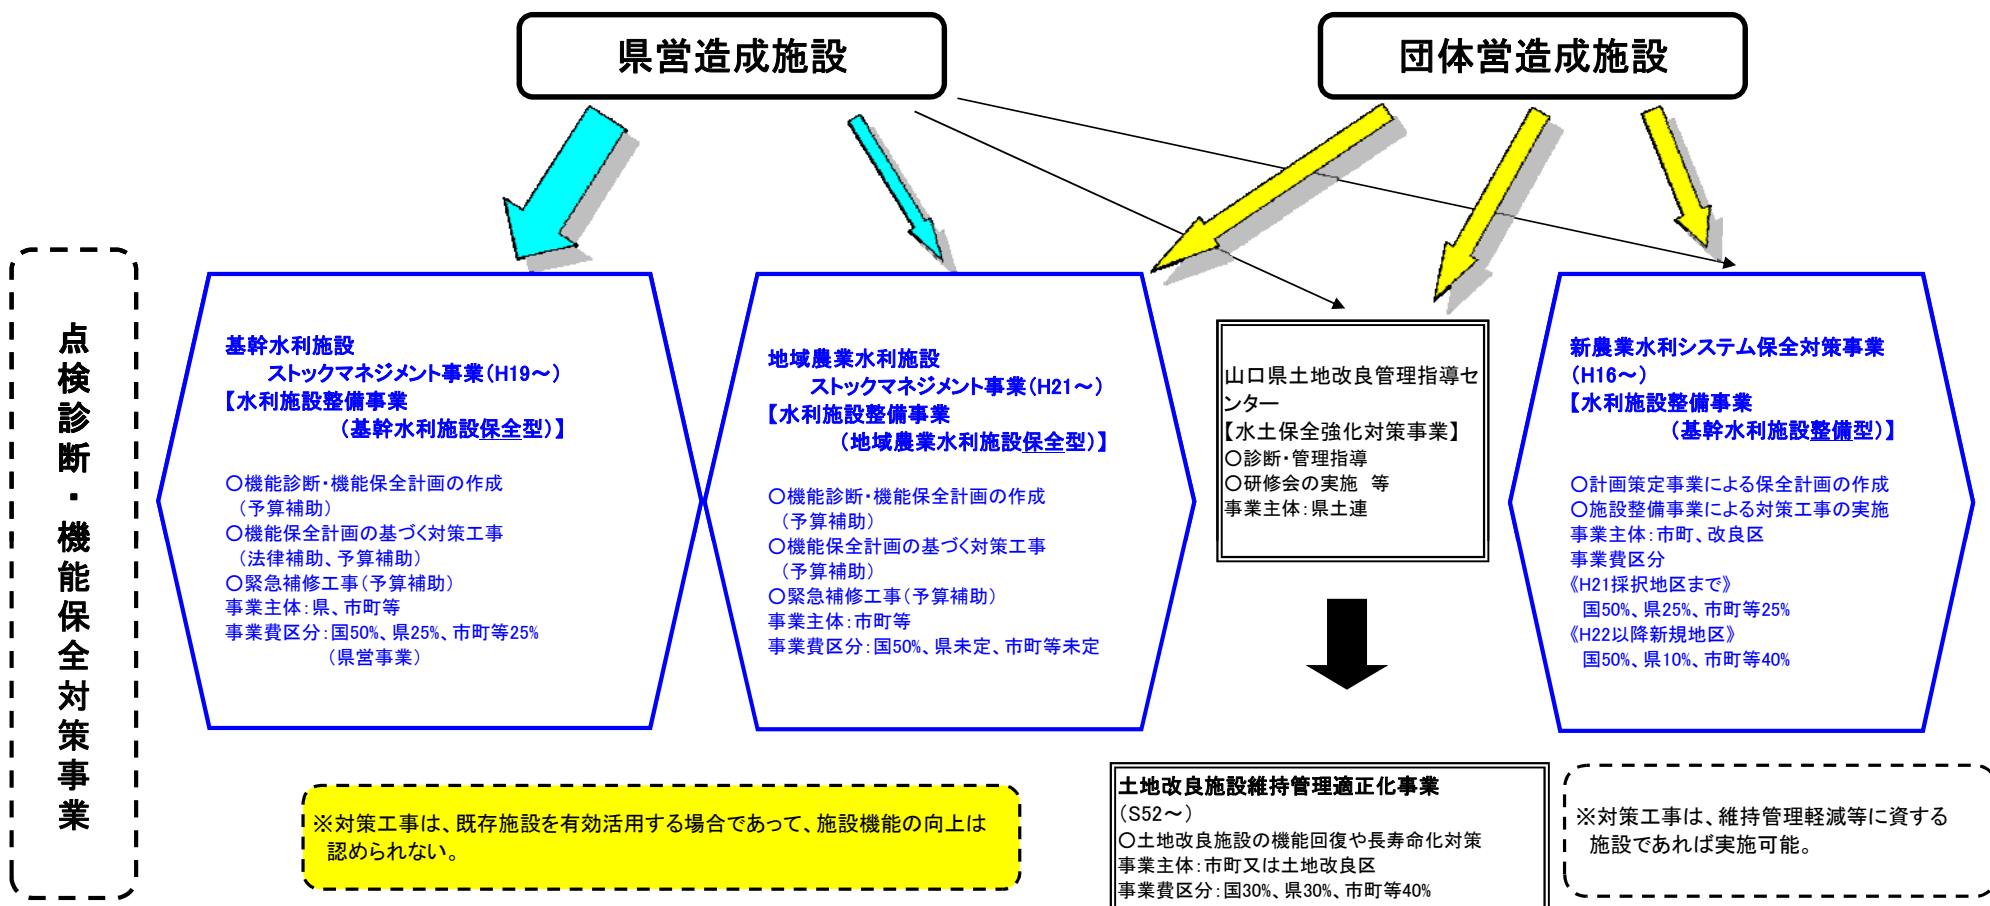 県営造成施設
団体営造成施設
点検診断・機能保全対策事業
基幹水利施設
ストックマネジメント事業(H19～)
【水利施設整備事業
(基幹水利施設保全型)】
○機能診断・機能保全計画の作成
(予算補助)
○機能保全計画の基づく対策工事
(法律補助、予算補助)
○緊急補修工事(予算補助)
事業主体：県、市町等
事業費区分：国50%、県25%、市町等25%
(県営事業)
地域農業水利施設
ストックマネジメント事業(H21～)
【水利施設整備事業
(地域農業水利施設保全型)】
○機能診断・機能保全計画の作成
(予算補助)
○機能保全計画の基づく対策工事
(予算補助)
○緊急補修工事(予算補助)
事業主体：市町等
事業費区分：国50%、県未定、市町等未定
山口県土地改良管理指導セ
ンター
【水土保全強化対策事業】
○診断・管理指導
○研修会の実施　等
事業主体：県土連
新農業水利システム保全対策事業
(H16～)
【水利施設整備事業
(基幹水利施設整備型)】
○計画策定事業による保全計画の作成
○施設整備事業による対策工事の実施
事業主体：市町、改良区
事業費区分
《H21採択地区まで》
国50%、県25%、市町等25%
《H22以降新規地区》
国50%、県10%、市町等40%
※対策工事は、既存施設を有効活用する場合であって、施設機能の向上は
認められない。
土地改良施設維持管理適正化事業
(S52～)
○土地改良施設の機能回復や長寿命化対策
事業主体：市町又は土地改良区
事業費区分：国30%、県30%、市町等40%
※対策工事は、維持管理軽減等に資する
施設であれば実施可能。